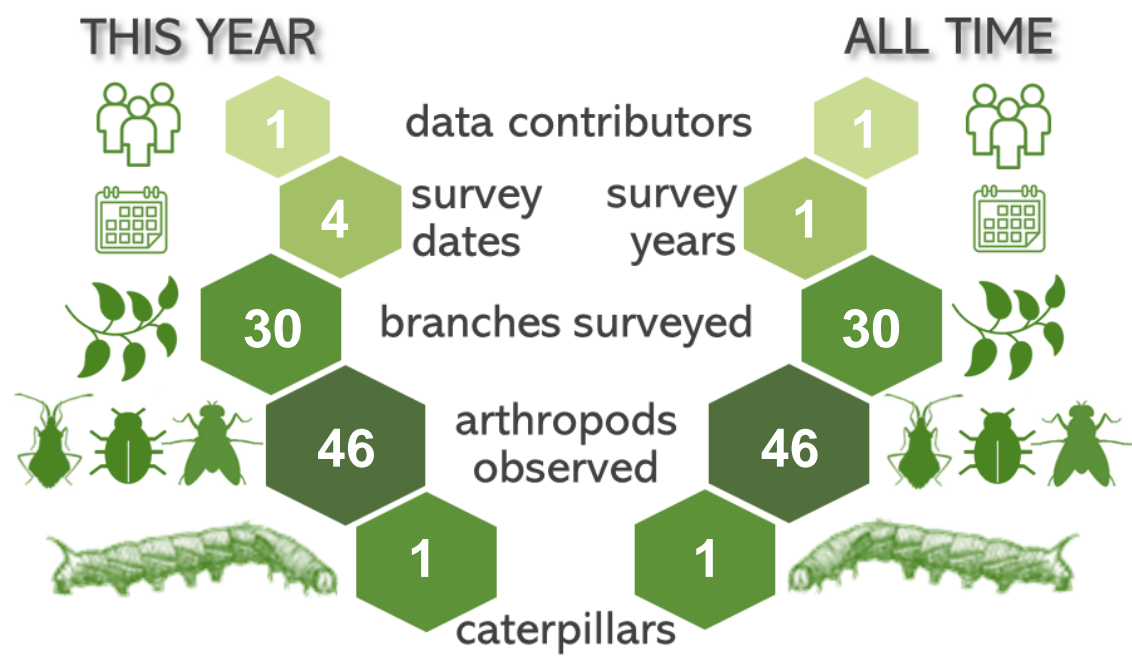 THIS YEAR
ALL TIME
1 data contributors 1
4 survey dates
survey years 1
30 branches surveyed 30
46 arthropods observed 46
1 1
caterpillars